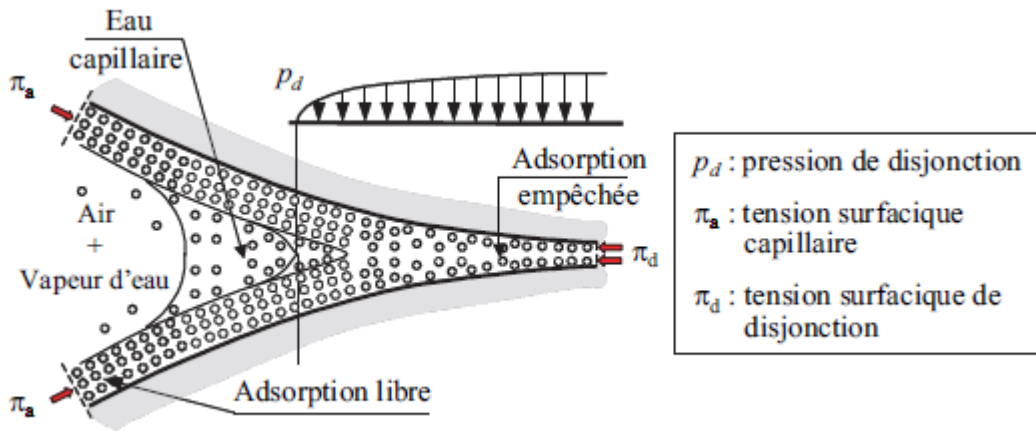 Eau
capillaire
πa
pd
Adsorption
empêchée
Air
+
Vapeur d'eau
πd
πa
Adsorption libre
pd : pression de disjonction
πa : tension surfacique
capillaire
πd : tension surfacique de
disjonction